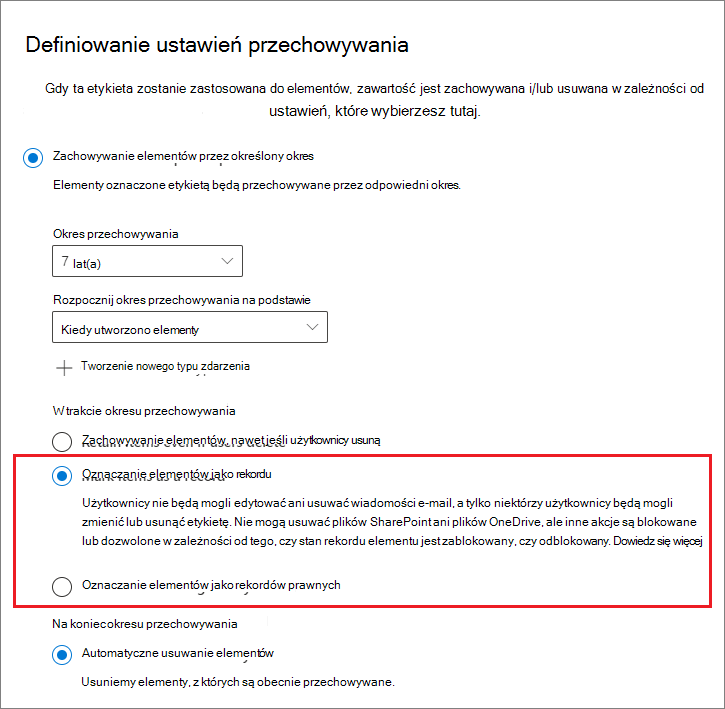 Definiowanie ustawień przechowywania
Gdy ta etykieta zostanie zastosowana do elementów, zawartość jest zachowywana i/lub usuwana w zależności od
ustawień, które wybierzesz tutaj.
Zachowywanie elementów przez określony okres
Elementy oznaczone etykietą będą przechowywane przez odpowiedni okres.
Okres przechowywania
7 lat(a)
Rozpocznij okres przechowywania na podstawie
Kiedy utworzono elementy
Tworzenie nowego typu zdarzenia
W trakcie okresu przechowywania
Zachowywanie elementów, nawet jeśli użytkownicy usuną
Oznaczanie elementów jako rekordu
Użytkownicy nie będą mogli edytować ani usuwać wiadomości e-mail, a tylko niektórzy użytkownicy będą mogli
zmienić lub usunąć etykietę. Nie mogą usuwać plików SharePoint ani plików OneDrive, ale inne akcje są blokowane
lub dozwolone w zależności od tego, czy stan rekordu elementu jest zablokowany, czy odblokowany. Dowiedz się więcej
Oznaczanie elementów jako rekordów prawnych
Na koniec okresu przechowywania
Automatyczne usuwanie elementów
Usuniemy elementy, z których są obecnie przechowywane.